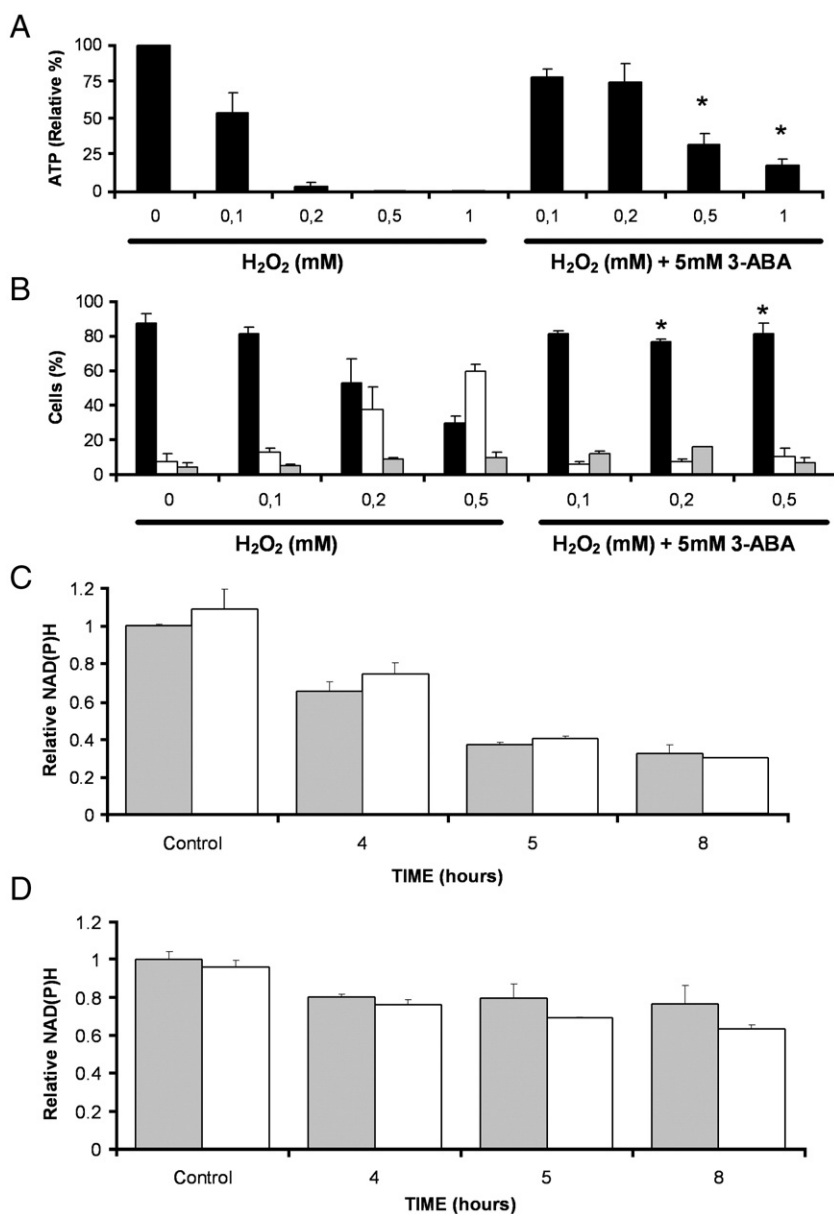 A
ATP (Relative %)
100
75
50
25
0
* *
0 0,1 0,2 0,5 1 0,1 0,2 0,5 1
H₂O₂ (mM) H₂O₂ (mM) + 5mM 3-ABA
B
Cells (%)
100
80
60
40
20
0
* *
0 0,1 0,2 0,5 0,1 0,2 0,5
H₂O₂ (mM) H₂O₂ (mM) + 5mM 3-ABA
C
Relative NAD(P)H
1.2
1
0.8
0.6
0.4
0.2
0
Control 4 5 8
TIME (hours)
D
Relative NAD(P)H
1.2
1
0.8
0.6
0.4
0.2
0
Control 4 5 8
TIME (hours)